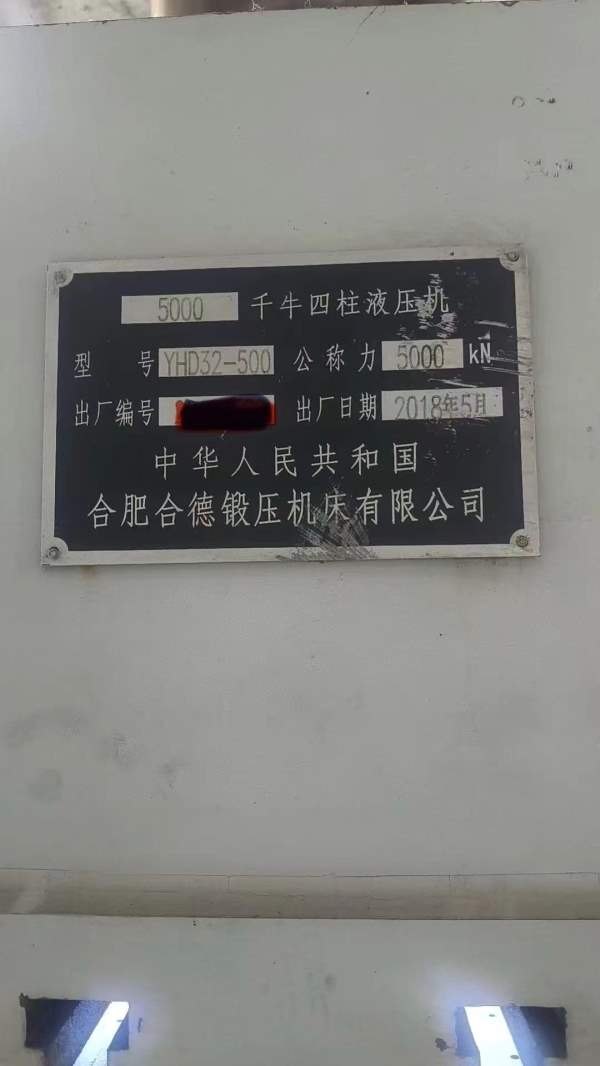 5000 千牛四柱液压机
型 号 YHD32-500 公称力 5000 kN
出厂编号 出厂日期 2018年5月
中华人民共和国
合肥合德锻压机床有限公司